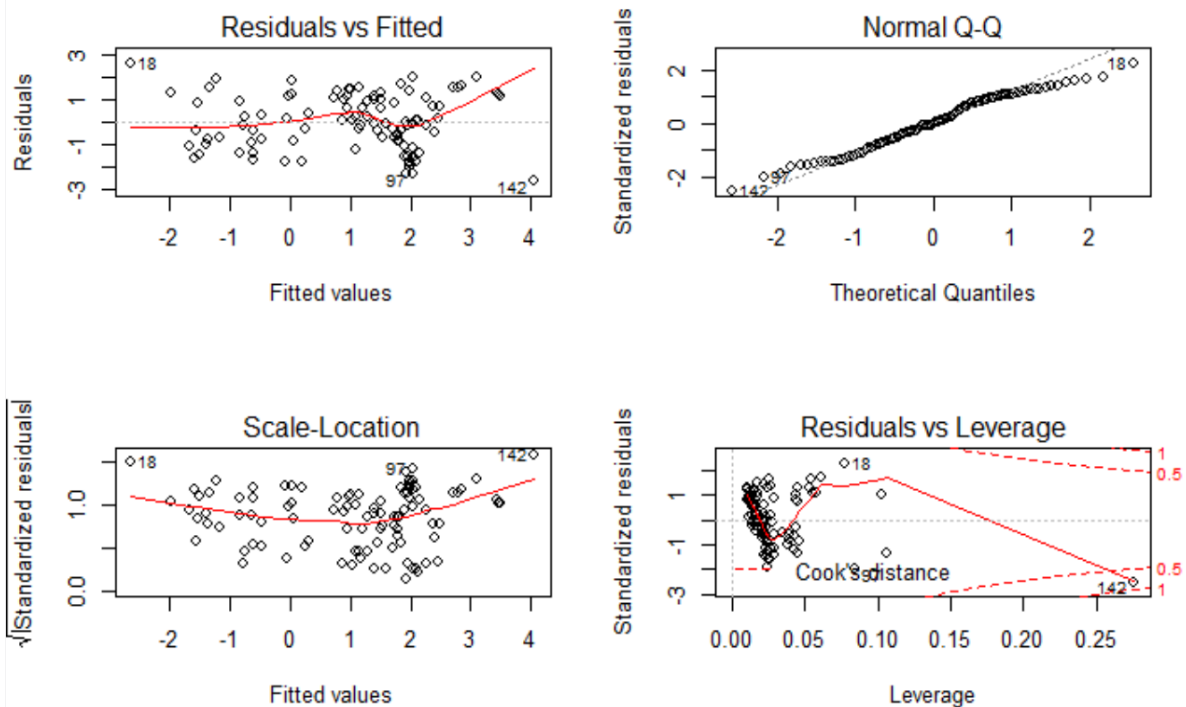 Residuals vs Fitted
Residuals
3
1
-1
-3
18
97
142
-2 -1 0 1 2 3 4
Fitted values
Normal Q-Q
Standardized residuals
2
0
-2
18
97
142
-2 -1 0 1 2
Theoretical Quantiles
Scale-Location
√|Standardized residuals|
1.0
0.0
18
97
142
-2 -1 0 1 2 3 4
Fitted values
Residuals vs Leverage
Standardized residuals
1
-1
-3
18
97
142
Cook's distance
1
0.5
0.5
1
0.00 0.05 0.10 0.15 0.20 0.25
Leverage